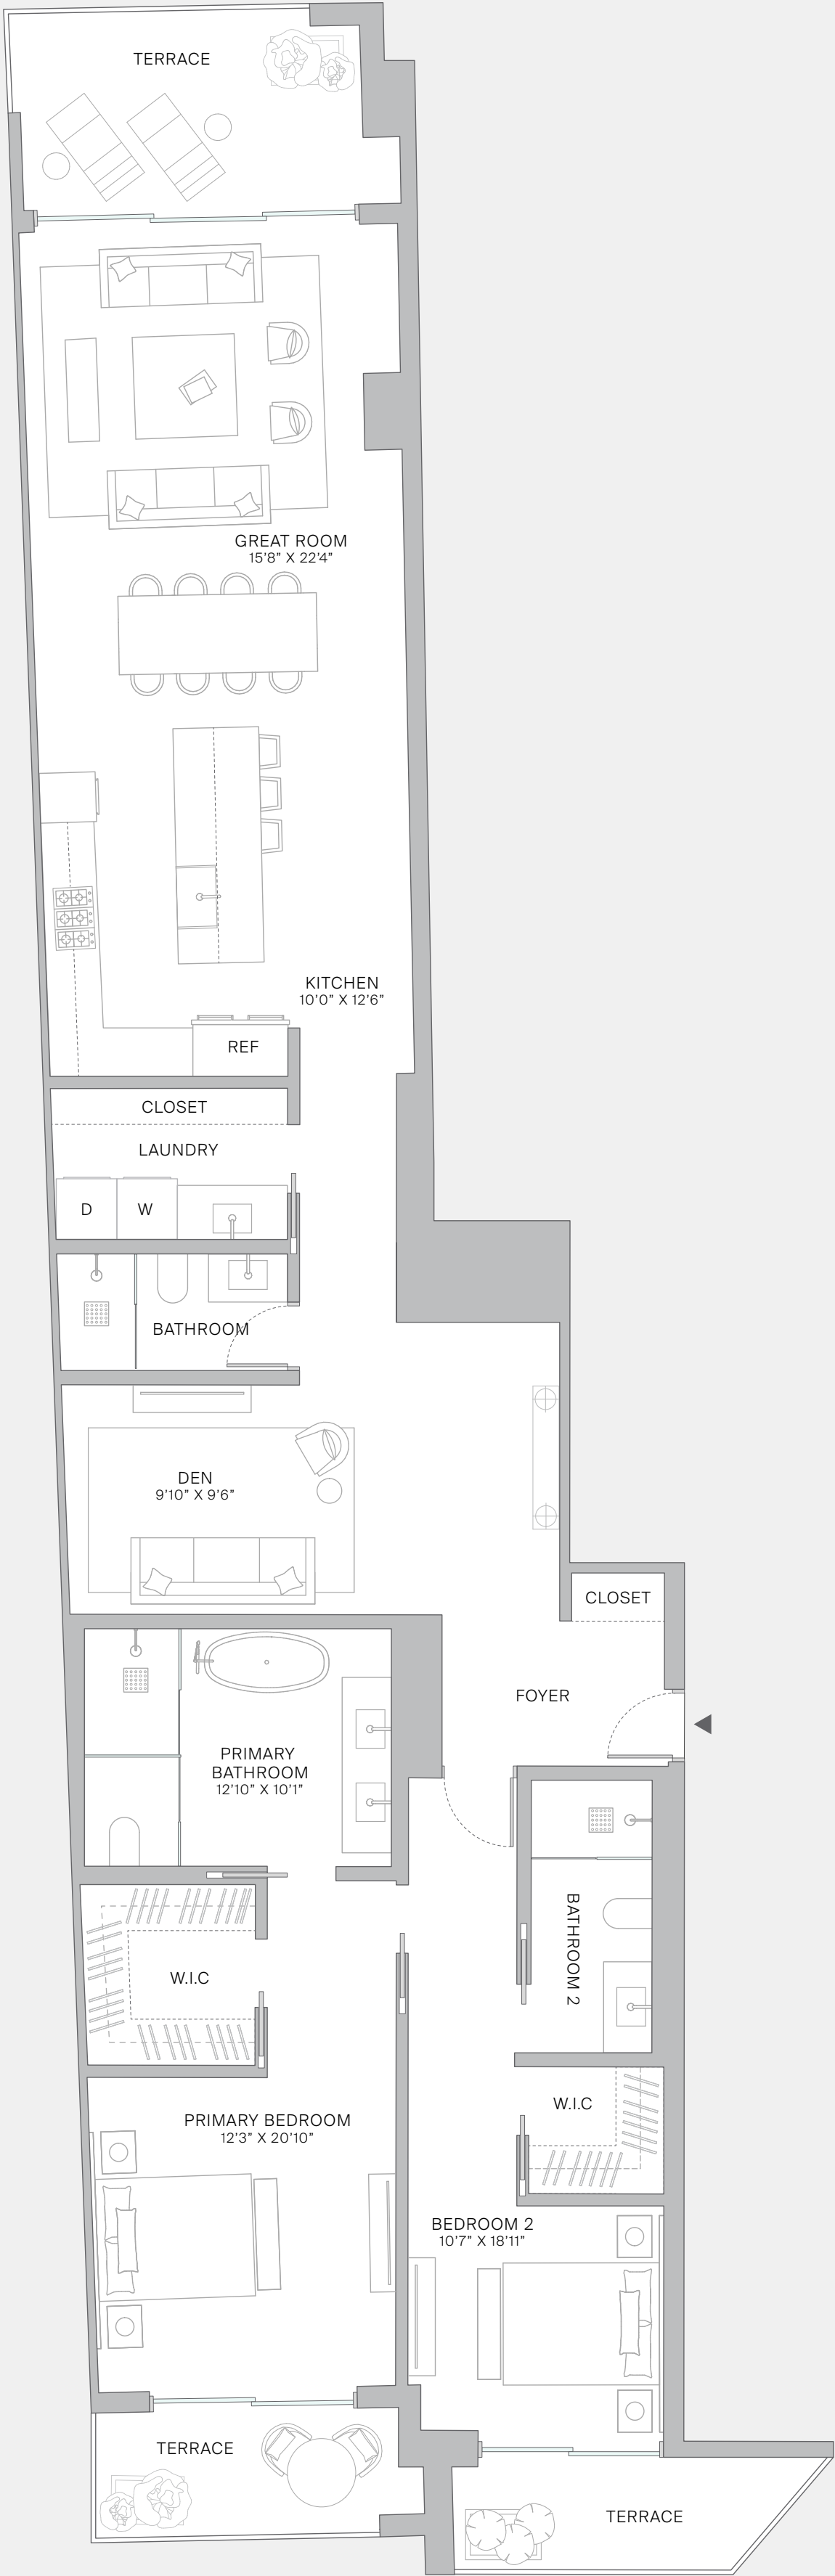 TERRACE
GREAT ROOM
15’8” X 22’4”
KITCHEN
10’0” X 12’6”
REF
CLOSET
LAUNDRY
D
W
BATHROOM
DEN
9’10” X 9’6”
CLOSET
FOYER
PRIMARY
BATHROOM
12’10” X 10’1”
BATHROOM 2
W.I.C
W.I.C
PRIMARY BEDROOM
12’3” X 20’10”
BEDROOM 2
10’7” X 18’11”
TERRACE
TERRACE